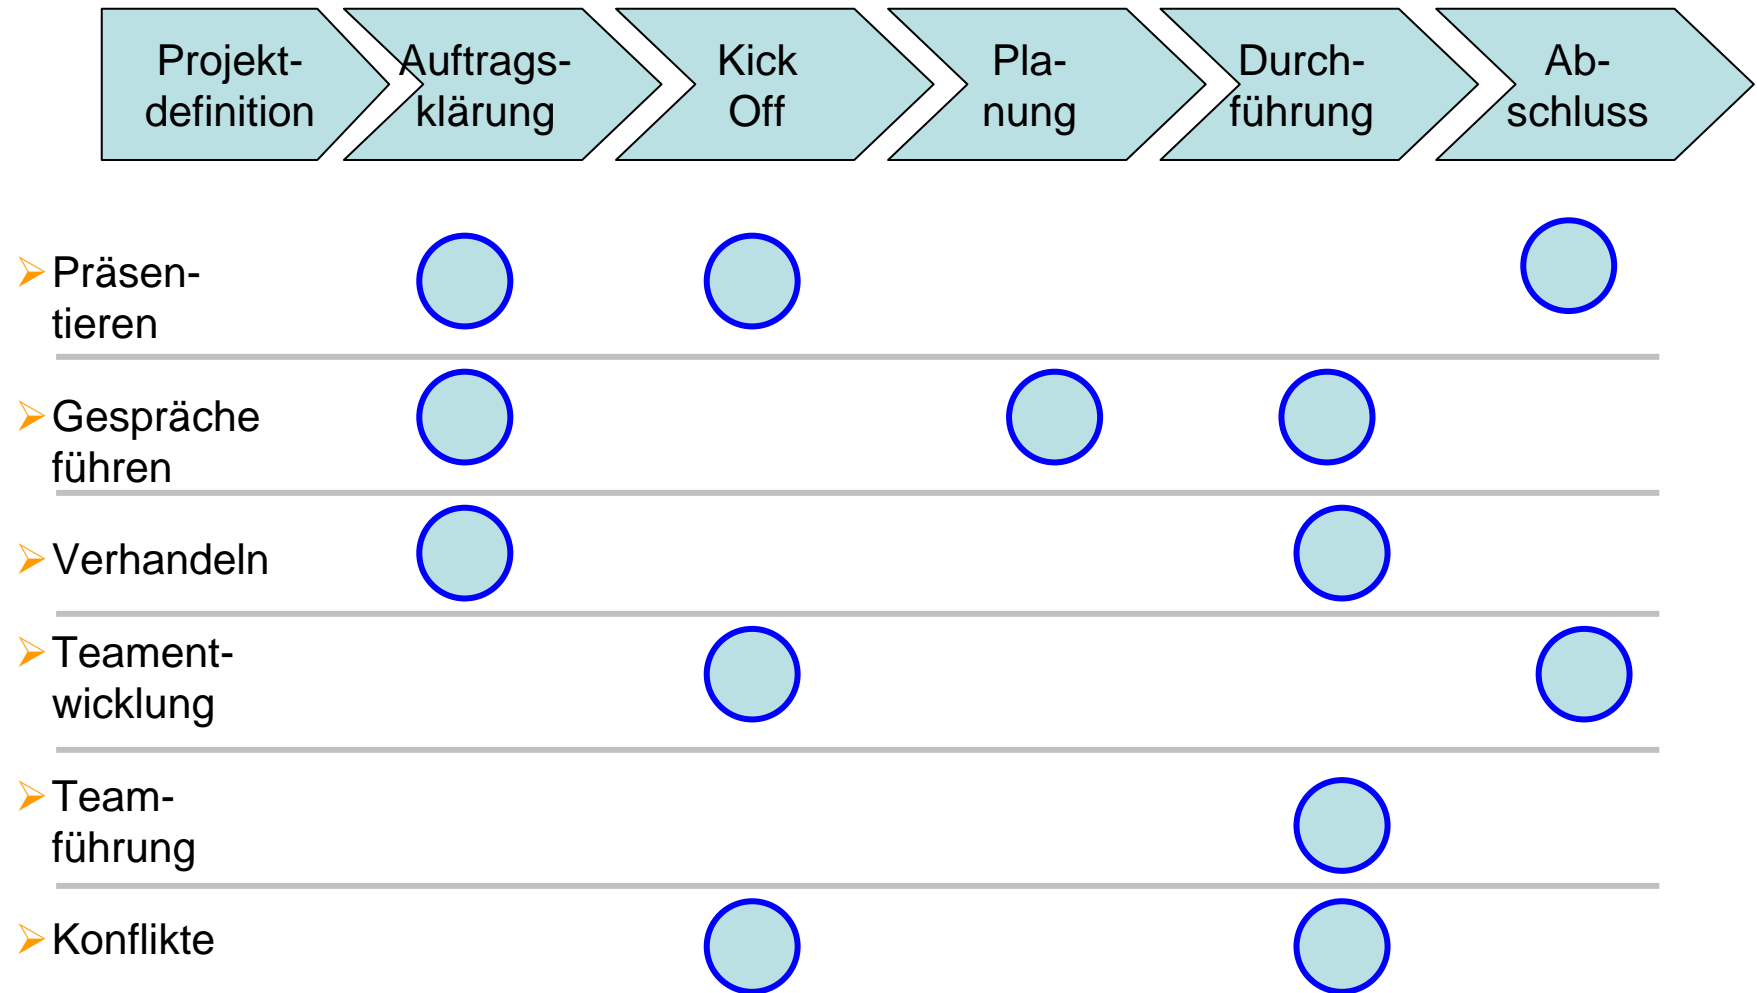 Projekt-
definition
Auftrags-
klärung
Kick
Off
Pla-
nung
Durch-
führung
Ab-
schluss
Präsen-
tieren
Gespräche
führen
Verhandeln
Teament-
wicklung
Team-
führung
Konflikte